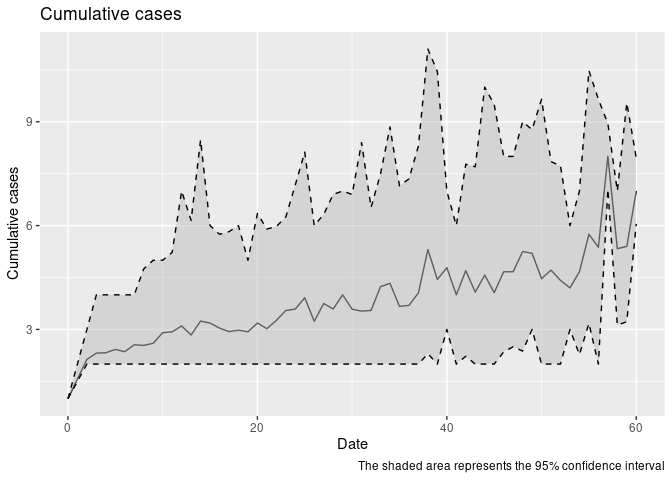 Cumulative cases
Cumulative cases
9
6
3
0
20
40
60
Date
The shaded area represents the 95% confidence interval